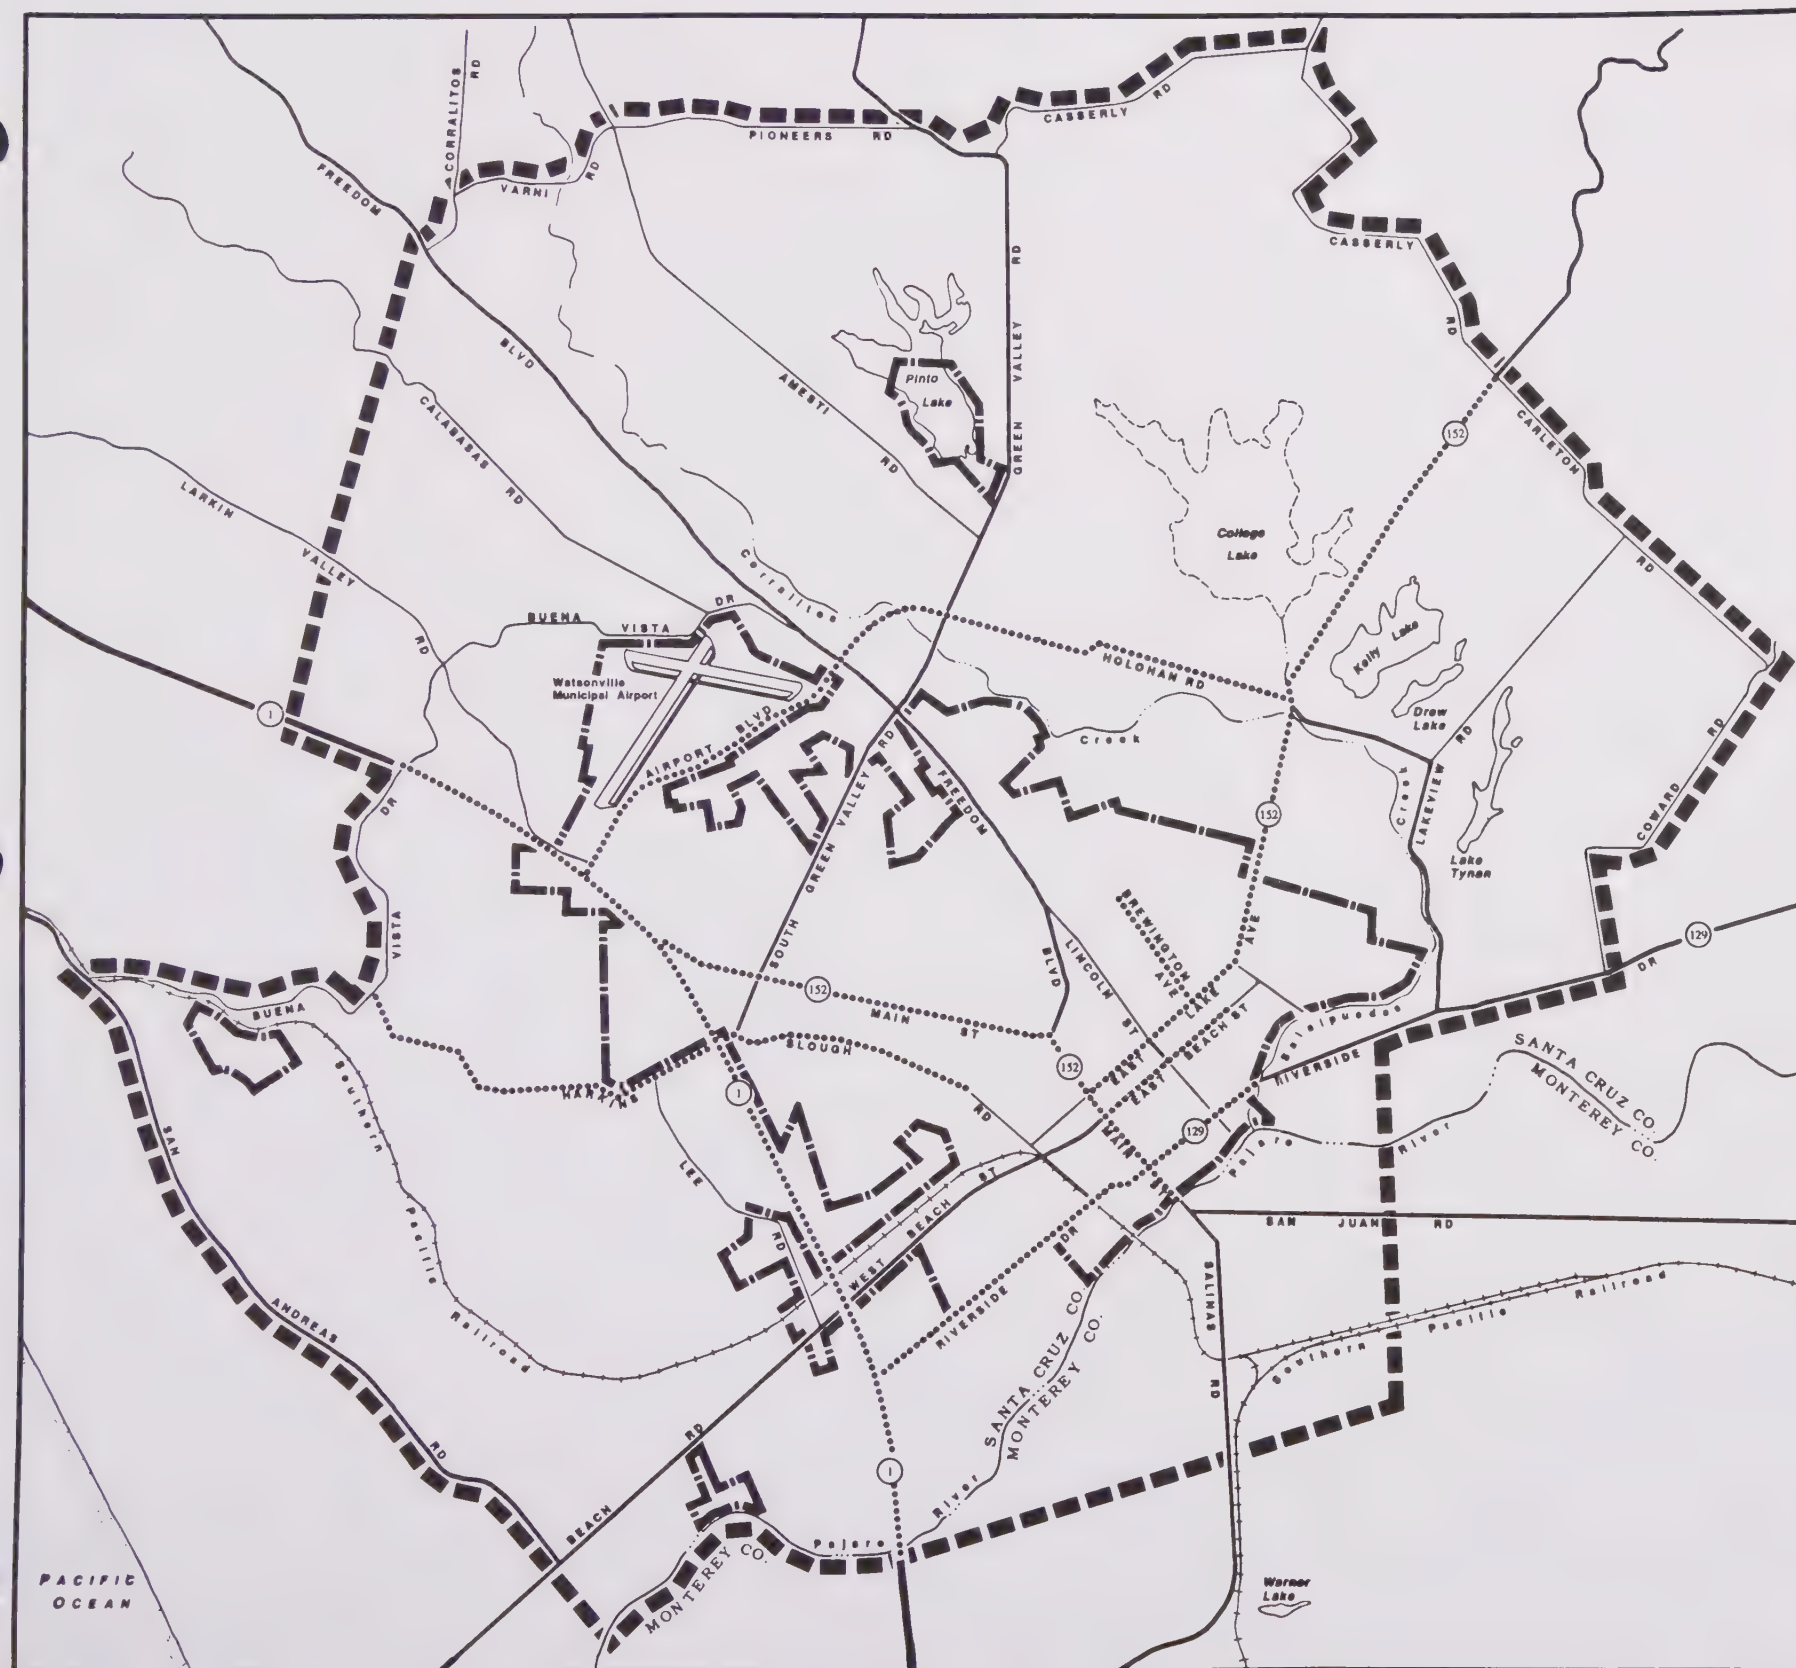 CORRALITOS RD
FREEDOM
VARNI
RD
PIONEERS RD
CASSERLY
RD
CASSERLY
RD
BLVD
CALABASAS
RD
AMESTI
RD
GREEN VALLEY RD
Pinto
Lake
152
CARLETON
RD
LARKIN
VALLEY
RD
Corralitos
College
Lake
BUENA
VISTA
DR
Watsonville
Municipal Airport
HOLOHAN RD
Kelly Lake
Drew
Lake
RD
1
AIRPORT
BLVD
RD
Creek
Creek
FREEDOM
GREEN VALLEY
LAKEVIEW
COWARD
RD
152
DR
Lake
Tynan
VISTA
SOUTH
BLVD
LINCOLN
ST
BREWINGTON
AVE
AVE
LAKE
129
DR
152
MAIN
ST
BUENA
SLOUGH
RD
EAST
EAST
BEACH ST
Salsipuedes
RIVERSIDE
152
SANTA CRUZ CO.
MONTEREY CO.
HARKINS
1
MAIN
ST
129
Pajaro
River
Southern
Pacific
Railroad
SAN
ANDREAS
RD
LEE
RD
WEST
BEACH
ST
RIVERSIDE
DR
SAN JUAN RD
SALINAS
RD
Southern
Pacific
Railroad
SANTA CRUZ CO.
MONTEREY CO.
BEACH
RD
1
River
Pajaro
MONTEREY CO.
PACIFIC
OCEAN
Warner
Lake